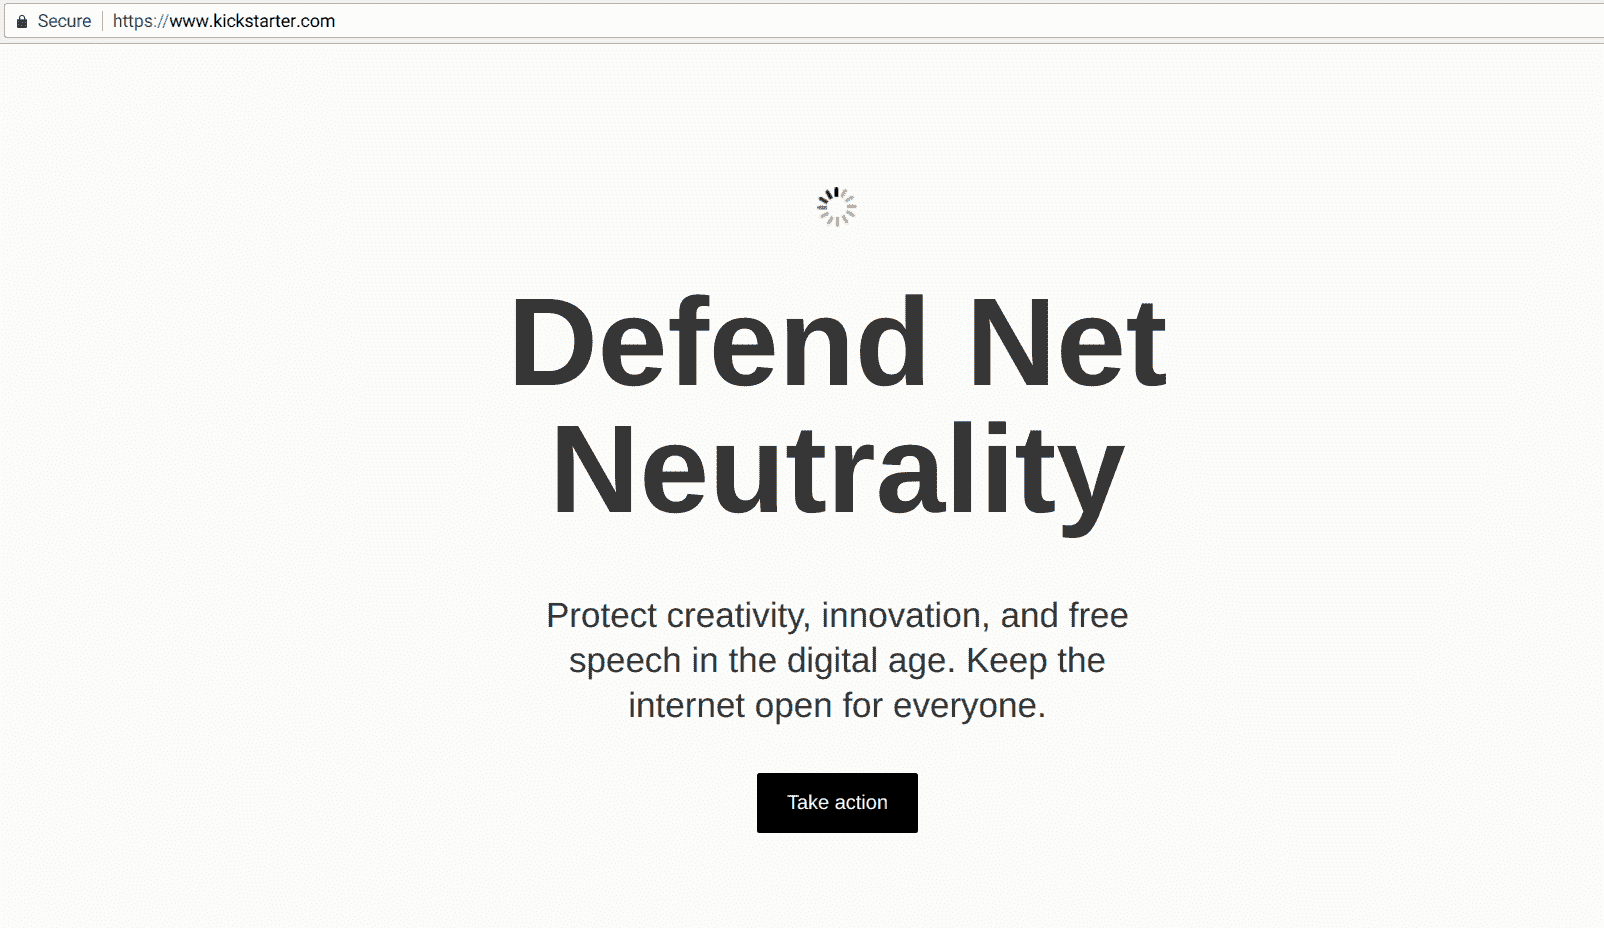 Secure https://www.kickstarter.com
Defend Net
Neutrality
Protect creativity, innovation, and free
speech in the digital age. Keep the
internet open for everyone.
Take action